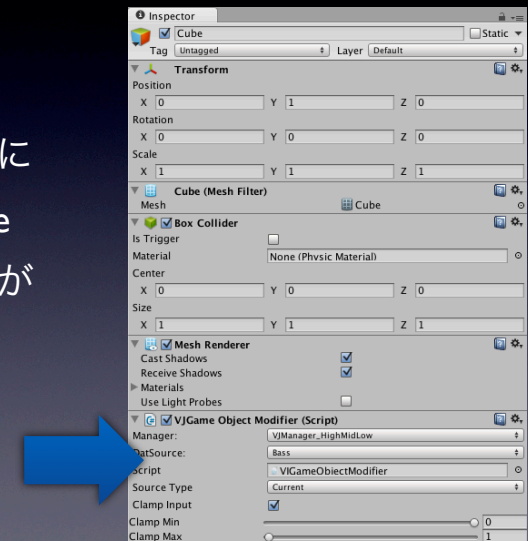 に
e
が
Inspector
Cube
Static
Tag Untagged Layer Default
Transform
Position
X 0 Y 1 Z 0
Rotation
X 0 Y 0 Z 0
Scale
X 1 Y 1 Z 1
Cube (Mesh Filter)
Mesh Cube
Box Collider
Is Trigger
Material None (Physic Material)
Center
X 0 Y 0 Z 0
Size
X 1 Y 1 Z 1
Mesh Renderer
Cast Shadows
Receive Shadows
Materials
Use Light Probes
VJGame Object Modifier (Script)
Manager: VJManager_HighMidLow
DatSource: Bass
Script VJGameObjectModifier
Source Type Current
Clamp Input
Clamp Min 0
Clamp Max 1